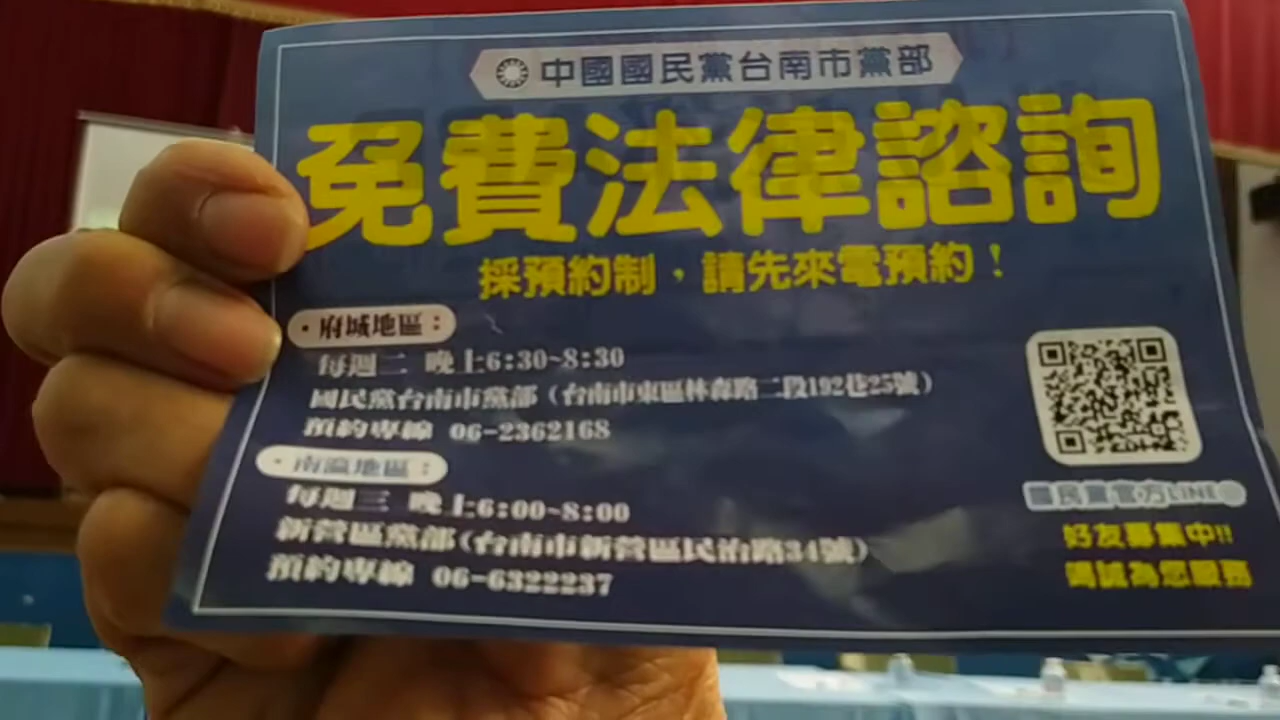 中國國民黨台南市黨部
免費法律諮詢
採預約制，請先來電預約！
・府城地區：
每週二 晚上6:30~8:30
國民黨台南市黨部（台南市東區林森路二段192巷25號）
預約專線 06-2362168
・南瀛地區：
每週三 晚上6:00~8:00
新營區黨部(台南市新營區民治路34號)
預約專線 06-6322237
國民黨官方LINE@
好友募集中!!
竭誠為您服務